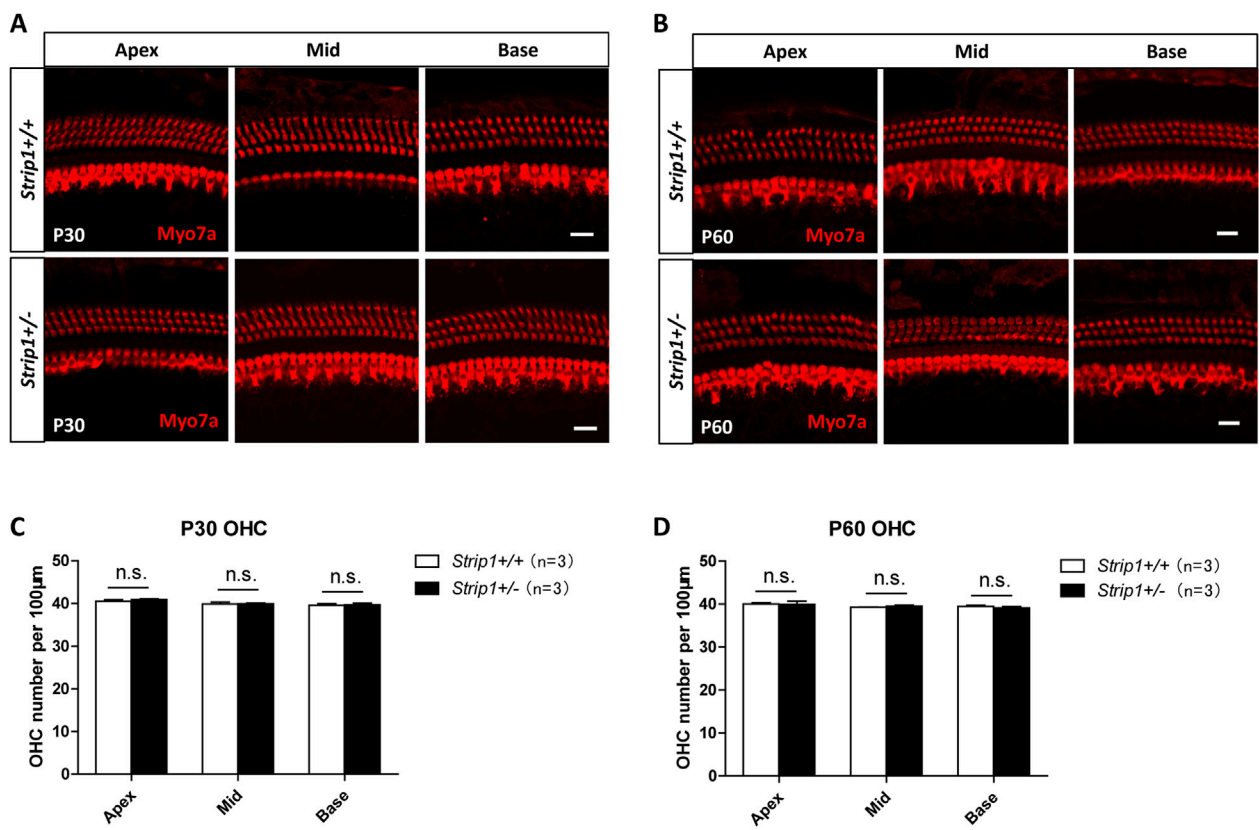 A
Apex Mid Base
Strip1+/+
P30 Myo7a
Strip1+/-
P30 Myo7a
B
Apex Mid Base
Strip1+/+
P60 Myo7a
Strip1+/-
P60 Myo7a
C
P30 OHC
OHC number per 100μm
50
40
30
20
10
0
n.s. n.s. n.s.
Apex Mid Base
Strip1+/+ (n=3)
Strip1+/- (n=3)
D
P60 OHC
OHC number per 100μm
50
40
30
20
10
0
n.s. n.s. n.s.
Apex Mid Base
Strip1+/+ (n=3)
Strip1+/- (n=3)